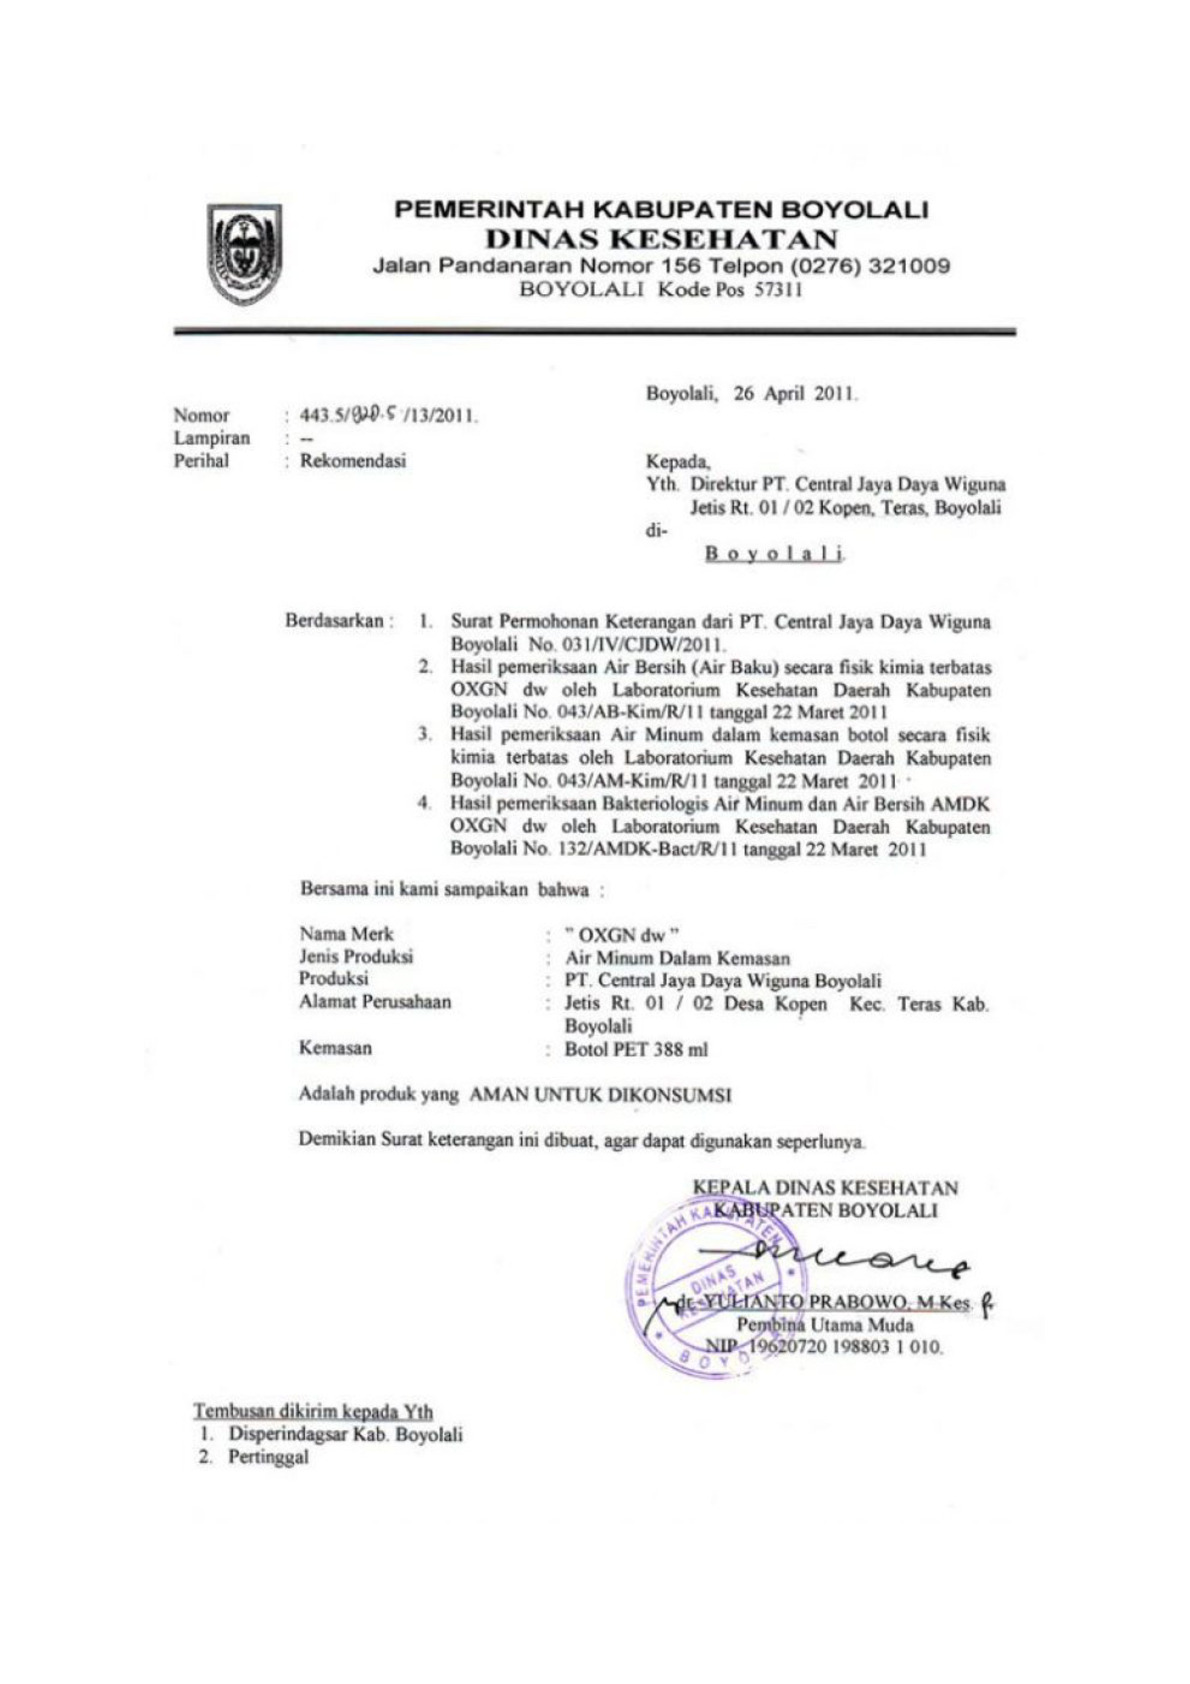 PEMERINTAH KABUPATEN BOYOLALI
DINAS KESEHATAN
Jalan Pandanaran Nomor 156 Telpon (0276) 321009
BOYOLALI Kode Pos 57311
Boyolali, 26 April 2011.
Nomor : 443.5/ /13/2011.
Lampiran : --
Perihal : Rekomendasi
Kepada,
Yth. Direktur PT. Central Jaya Daya Wiguna
Jetis Rt. 01 / 02 Kopen, Teras, Boyolali
di-
B o y o l a l i.
Berdasarkan : 1. Surat Permohonan Keterangan dari PT. Central Jaya Daya Wiguna
Boyolali No. 031/IV/CJDW/2011.
2. Hasil pemeriksaan Air Bersih (Air Baku) secara fisik kimia terbatas
OXGN dw oleh Laboratorium Kesehatan Daerah Kabupaten
Boyolali No. 043/AB-Kim/R/11 tanggal 22 Maret 2011
3. Hasil pemeriksaan Air Minum dalam kemasan botol secara fisik
kimia terbatas oleh Laboratorium Kesehatan Daerah Kabupaten
Boyolali No. 043/AM-Kim/R/11 tanggal 22 Maret 2011
4. Hasil pemeriksaan Bakteriologis Air Minum dan Air Bersih AMDK
OXGN dw oleh Laboratorium Kesehatan Daerah Kabupaten
Boyolali No. 132/AMDK-Bact/R/11 tanggal 22 Maret 2011
Bersama ini kami sampaikan bahwa :
Nama Merk : " OXGN dw "
Jenis Produksi : Air Minum Dalam Kemasan
Produksi : PT. Central Jaya Daya Wiguna Boyolali
Alamat Perusahaan : Jetis Rt. 01 / 02 Desa Kopen Kec. Teras Kab.
Boyolali
Kemasan : Botol PET 388 ml
Adalah produk yang AMAN UNTUK DIKONSUMSI
Demikian Surat keterangan ini dibuat, agar dapat digunakan seperlunya.
KEPALA DINAS KESEHATAN
KABUPATEN BOYOLALI
PEMERINTAH KABUPATEN
DINAS
KESEHATAN
dr. YULIANTO PRABOWO, M.Kes.
Pembina Utama Muda
NIP. 19620720 198803 1 010.
Tembusan dikirim kepada Yth
1. Disperindagsar Kab. Boyolali
2. Pertinggal